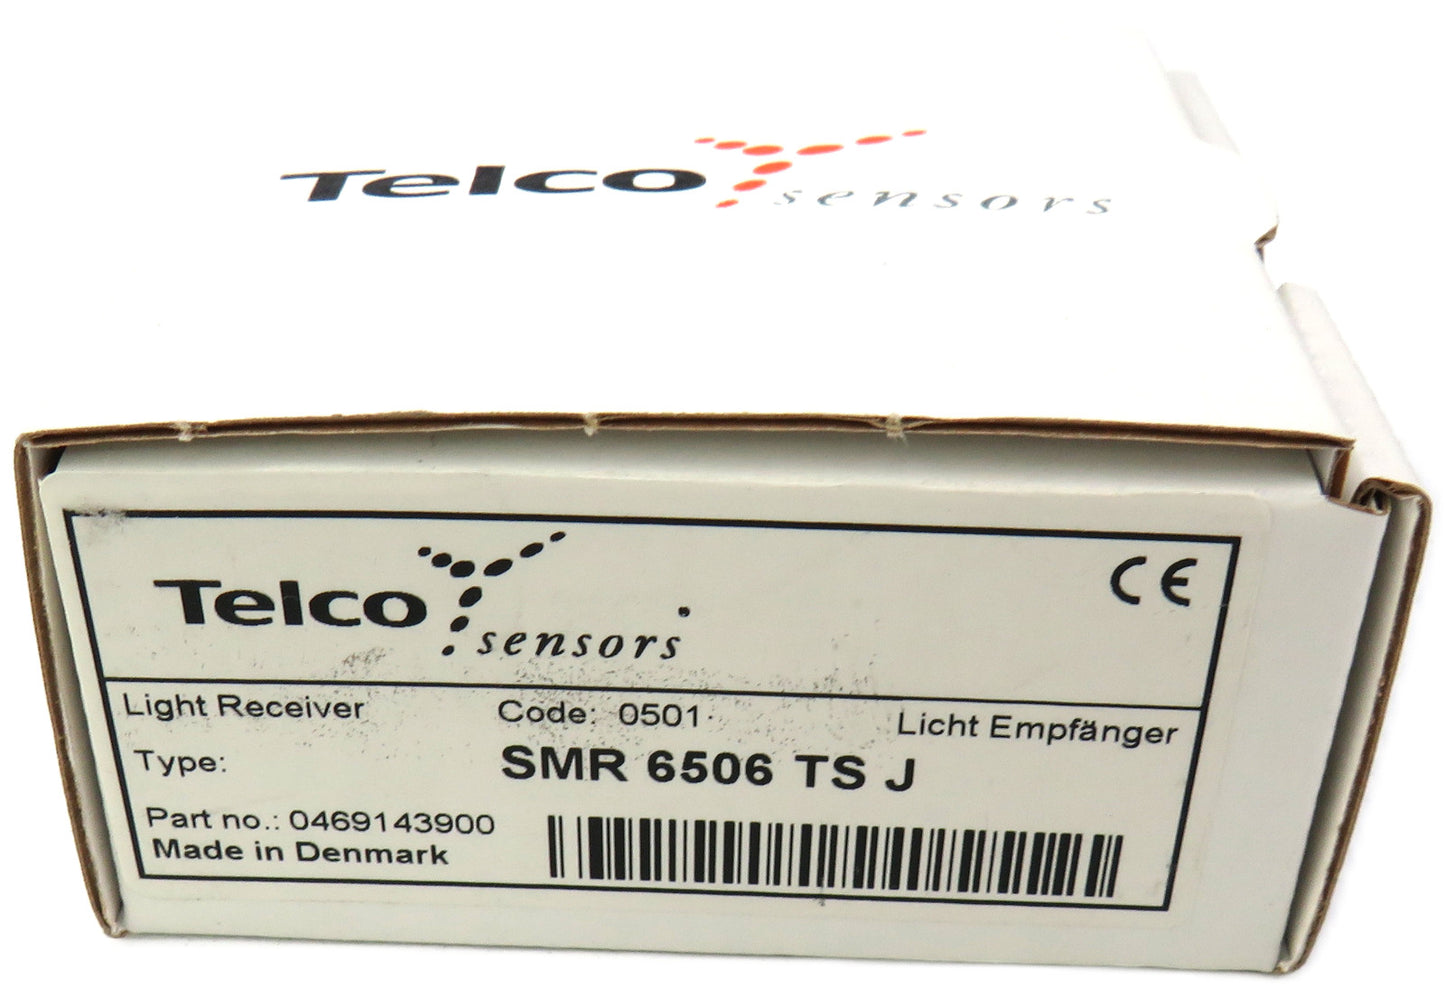 Telco sensors
Telco sensors
CE
Light Receiver Code: 0501 Licht Empfänger
Type: SMR 6506 TS J
Part no.: 0469143900
Made in Denmark